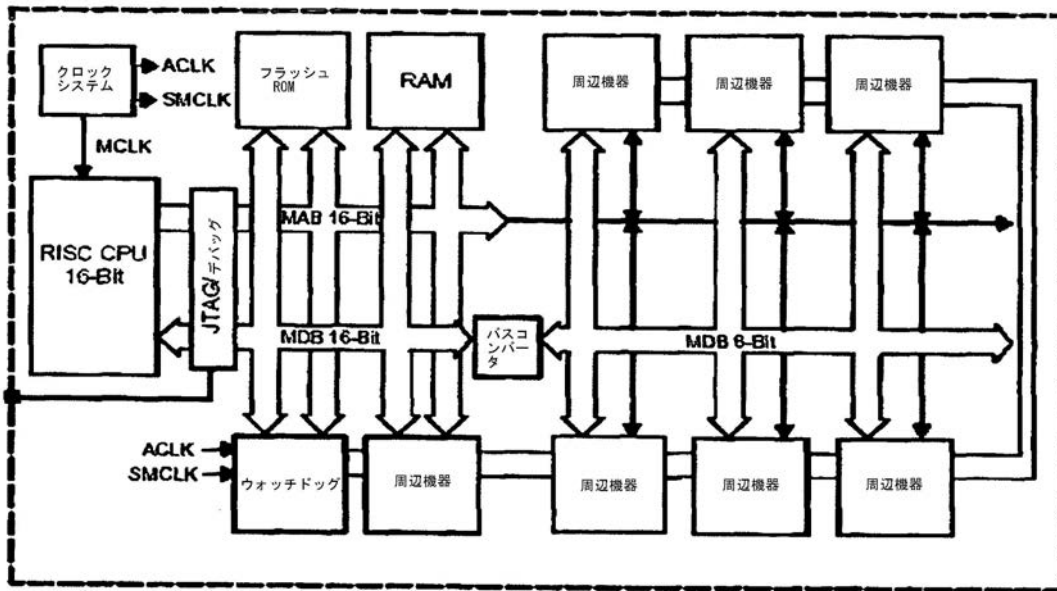 クロック
システム
ACLK
SMCLK
MCLK
フラッシュ
ROM
RAM
周辺機器
周辺機器
周辺機器
RISC CPU
16-Bit
JTAG/デバッグ
MAB 16-Bit
MDB 16-Bit
バスコ
ンバー
タ
MDB 8-Bit
ACLK
SMCLK
ウォッチドッグ
周辺機器
周辺機器
周辺機器
周辺機器